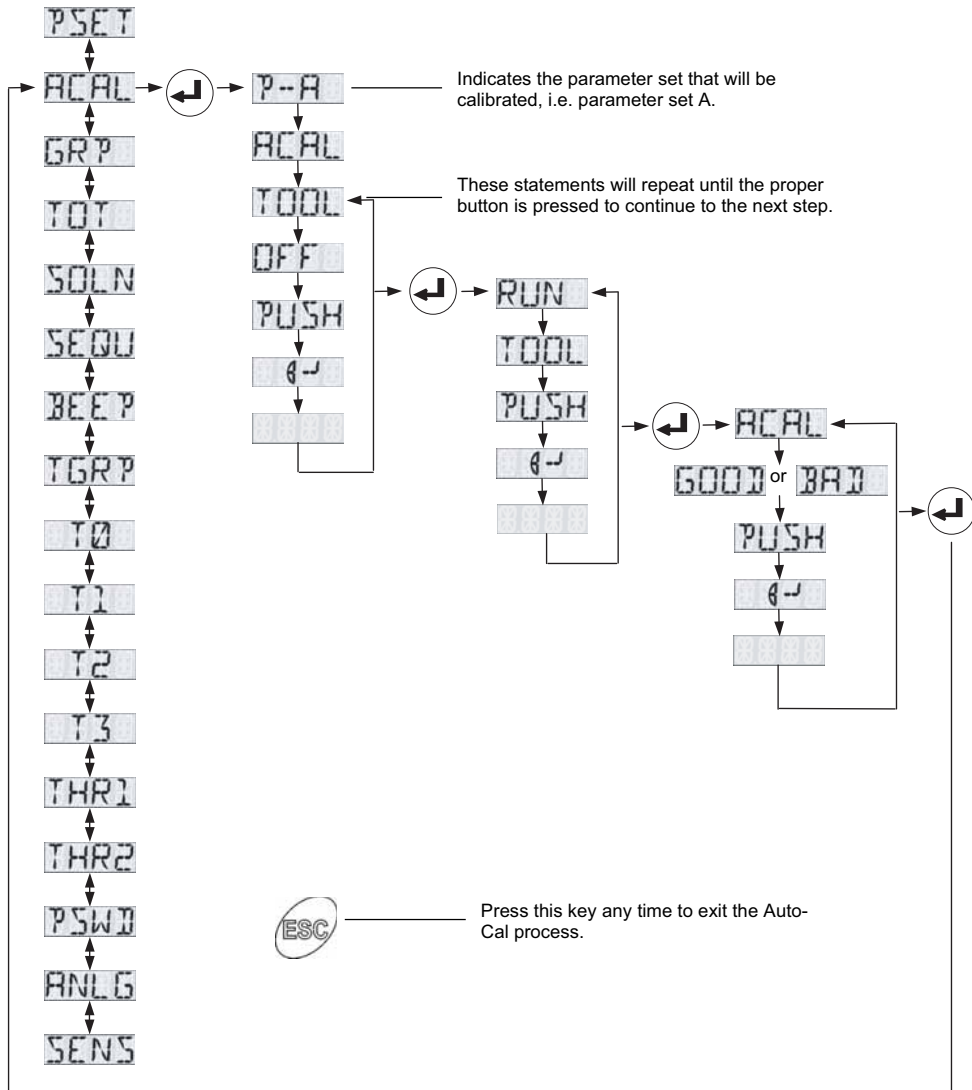 PSET
ACAL
GRP
TOT
SOLN
SEQU
BEEP
TGRP
T0
T1
T2
T3
THR1
THR2
PSWD
ANLG
SENS
P--A
ACAL
TOOL
OFF
PUSH
Indicates the parameter set that will be
calibrated, i.e. parameter set A.
These statements will repeat until the proper
button is pressed to continue to the next step.
RUN
TOOL
PUSH
ACAL
GOOD or BAD
PUSH
ESC
Press this key any time to exit the Auto-
Cal process.